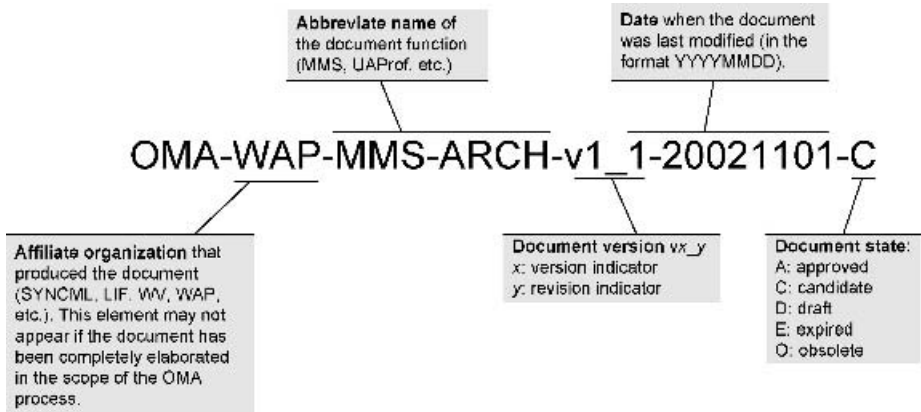 Abbreviate name of
the document function
(MMS, UAProf. etc.)
Date when the document
was last modified (in the
format YYYYMMDD).
OMA-WAP-MMS-ARCH-v1_1-20021101-C
Affiliate organization that
produced the document
(SYNCML, LIF. WV, WAP,
etc.). This element may not
appear if the document has
been completely elaborated
in the scope of the OMA
process.
Document version vx_y
x: version indicator
y: revision indicator
Document state:
A: approved
C: candidate
D: draft
E: expired
O: obsolete